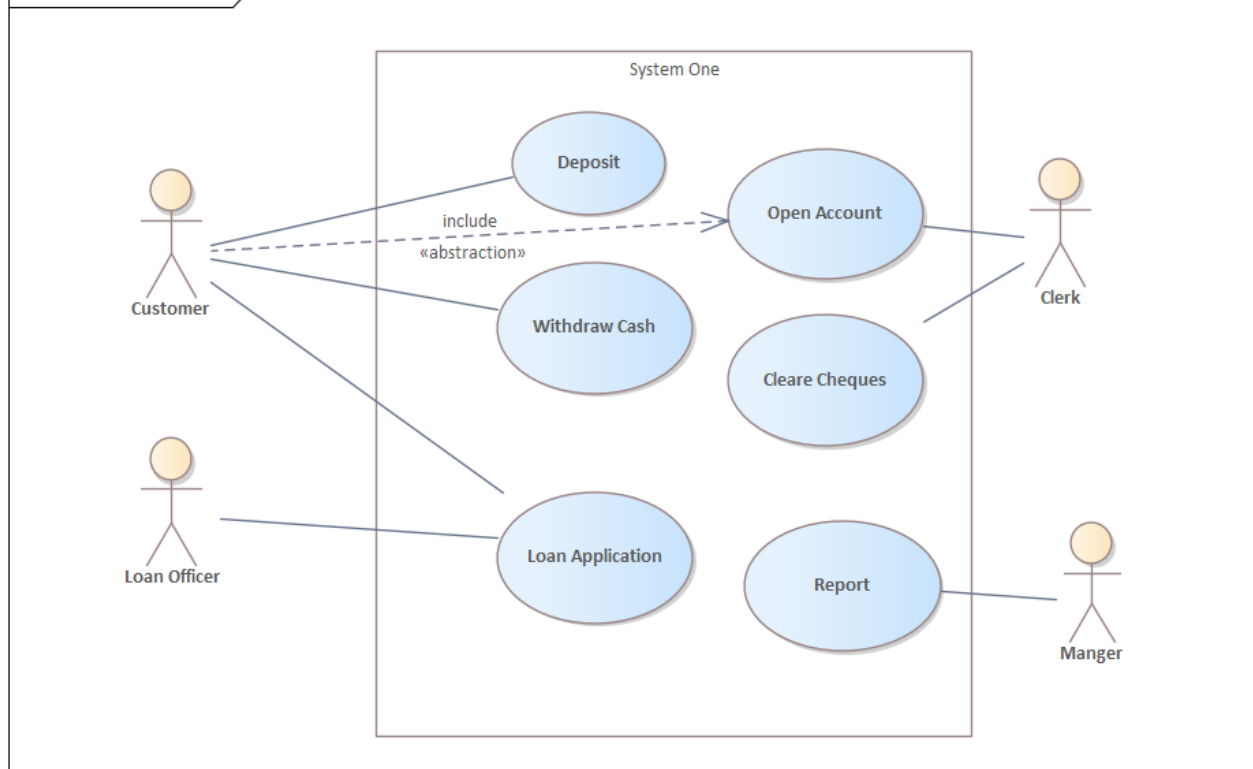 System One
Deposit
Open Account
include
«abstraction»
Customer
Clerk
Withdraw Cash
Cleare Cheques
Loan Application
Loan Officer
Report
Manger